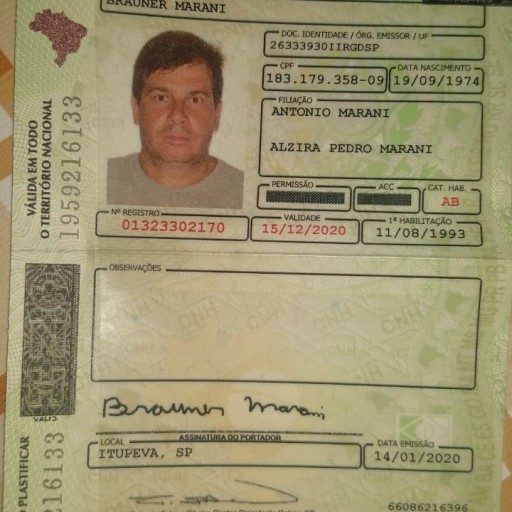 BRAUNER MARANI
DOC. IDENTIDADE / ÓRG. EMISSOR / UF
26333930IIRGDSP
CPF
183.179.358-09
DATA NASCIMENTO
19/09/1974
FILIAÇÃO
ANTONIO MARANI
ALZIRA PEDRO MARANI
PERMISSÃO
ACC
CAT. HAB.
AB
Nº REGISTRO
01323302170
VALIDADE
15/12/2020
1ª HABILITAÇÃO
11/08/1993
VÁLIDA EM TODO
O TERRITÓRIO NACIONAL
1959216133
OBSERVAÇÕES
Brauner Marani
ASSINATURA DO PORTADOR
LOCAL
ITUPEVA, SP
DATA EMISSÃO
14/01/2020
PLASTIFICAR
216133
66086216396